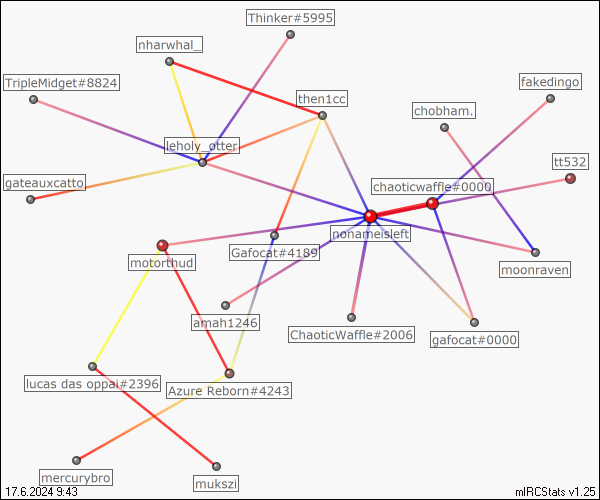 Thinker#5995
nharwhal_
TripleMidget#8824
fakedingo
then1cc
chobham.
leholy_otter
tt532
gateauxcatto
chaoticwaffle#0000
nonameisleft
Gafocat#4189
motorthud
moonraven
amah1246
ChaoticWaffle#2006
gafocat#0000
lucas das oppai#2396
Azure Reborn#4243
mercurybro
mukszi
17.6.2024 9:43
mIRCStats v1.25